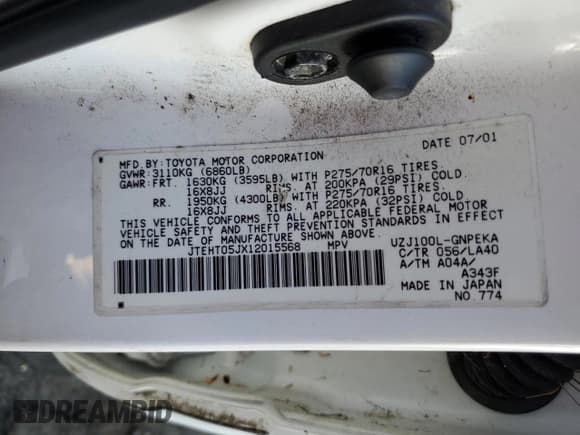 DATE 07/01
MFD.BY:TOYOTA MOTOR CORPORATION
GVWR:3110KG (6860LB)
GAWR:FRT. 1630KG (3595LB) WITH P275/70R16 TIRES.
16X8JJ RIMS. AT 200KPA (29PSI) COLD.
RR. 1950KG (4300LB) WITH P275/70R16 TIRES.
16X8JJ RIMS. AT 220KPA (32PSI) COLD.
THIS VEHICLE CONFORMS TO ALL APPLICABLE FEDERAL MOTOR
VEHICLE SAFETY AND THEFT PREVENTION STANDARDS IN EFFECT
ON THE DATE OF MANUFACTURE SHOWN ABOVE.
JTEHT05JX12015568 MPV
UZJ100L-GNPEKA
C/TR 056/LA40
A/TM A04A/
A343F
MADE IN JAPAN
NO.774
DREAMBID